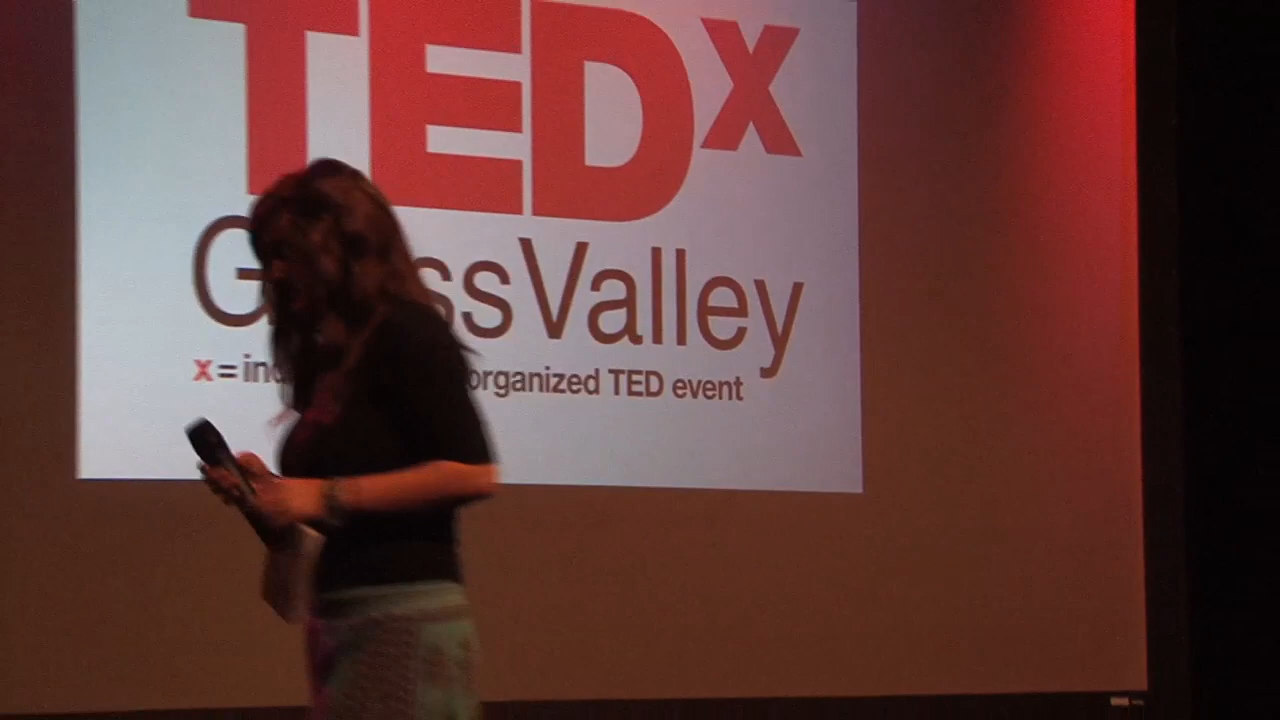 TEDx
G ssValley
x = ind organized TED event